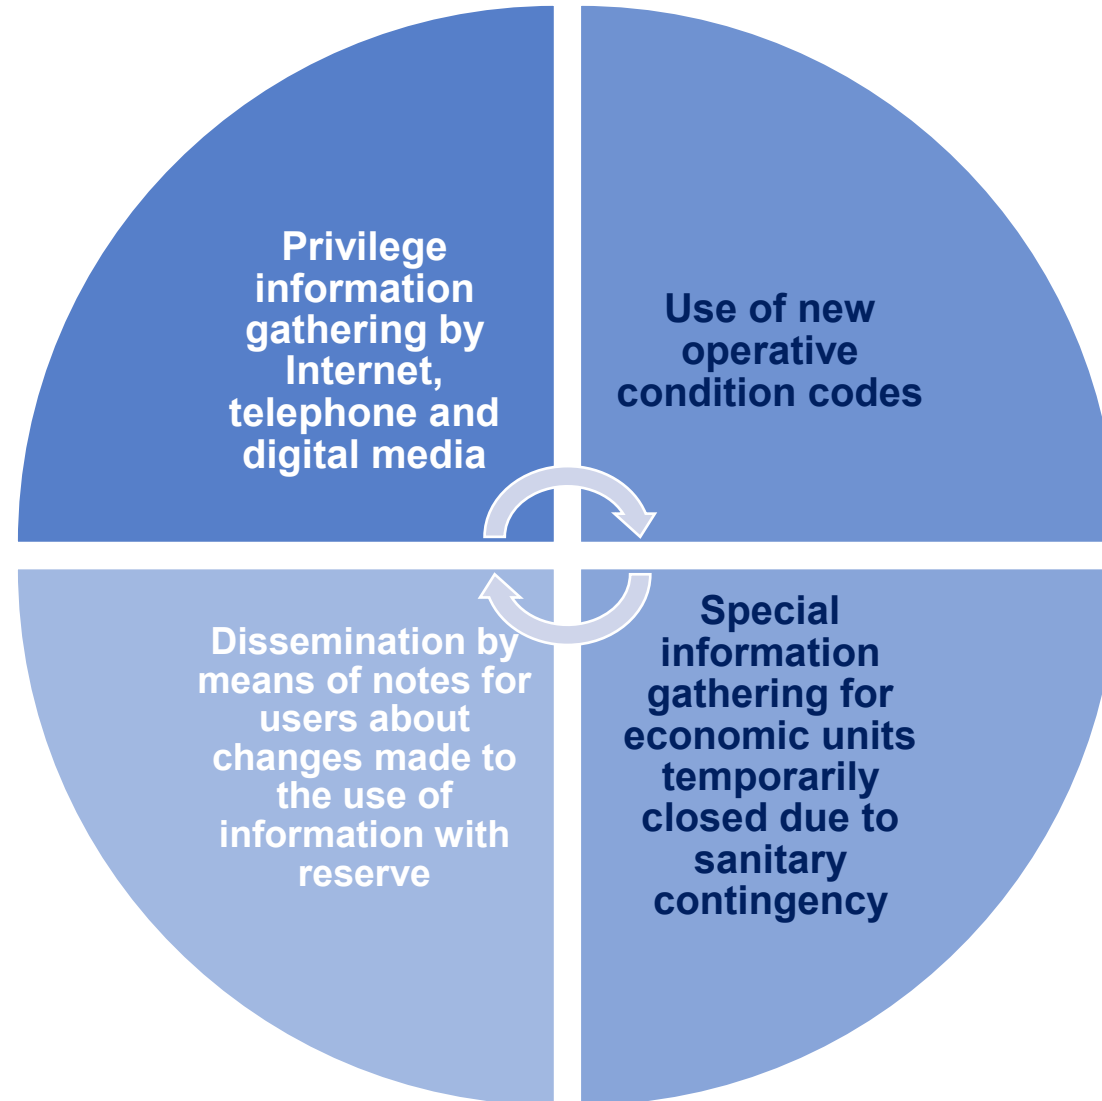 Privilege
information
gathering by
Internet,
telephone and
digital media
Use of new
operative
condition codes
Special
information
gathering for
economic units
temporarily
closed due to
sanitary
contingency
Dissemination by
means of notes for
users about
changes made to
the use of
information with
reserve